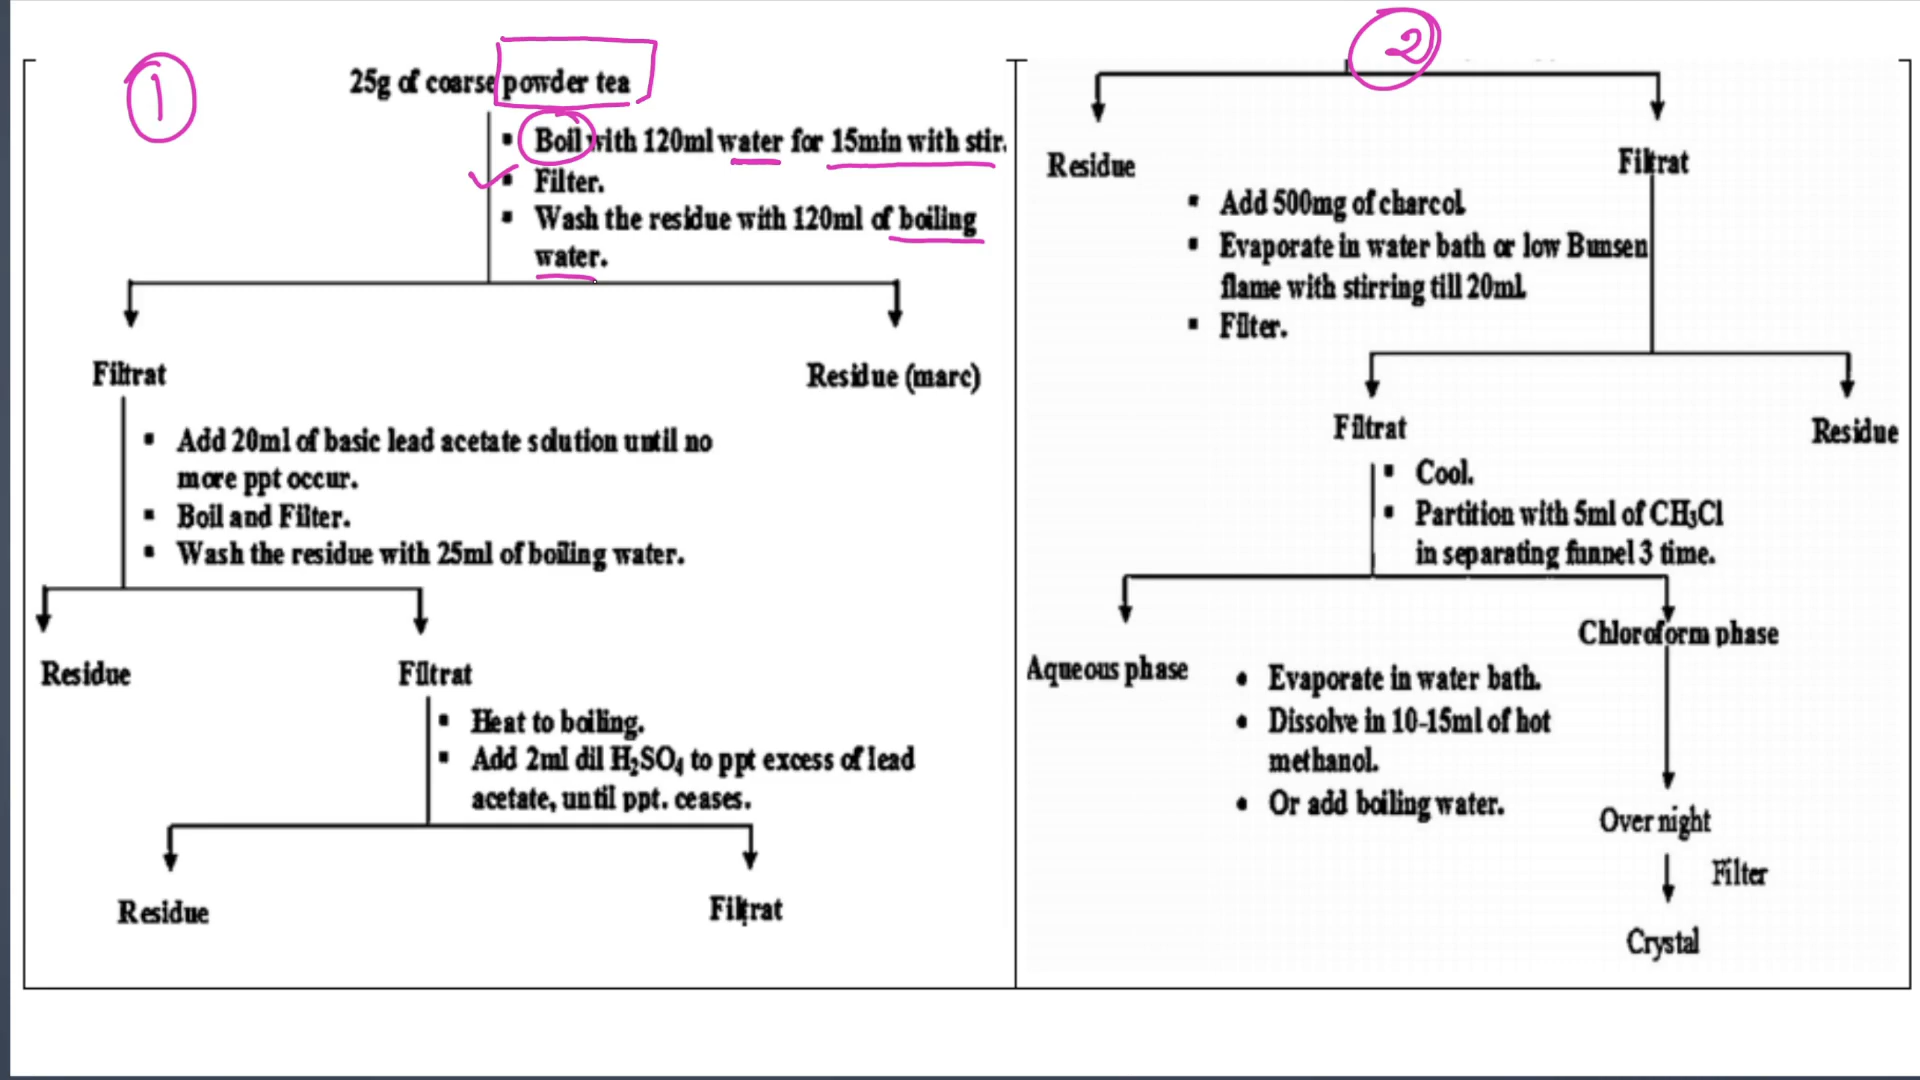 1
25g of coarse powder tea
▪ Boil with 120ml water for 15min with stir.
▪ Filter.
▪ Wash the residue with 120ml of boiling
water.
Filtrat
Residue (marc)
▪ Add 20ml of basic lead acetate solution until no
more ppt occur.
▪ Boil and Filter.
▪ Wash the residue with 25ml of boiling water.
Residue
Filtrat
▪ Heat to boiling.
▪ Add 2ml dil H₂SO₄ to ppt excess of lead
acetate, until ppt. ceases.
Residue
Filtrat
2
Residue
Filtrat
▪ Add 500mg of charcol.
▪ Evaporate in water bath or low Bunsen
flame with stirring till 20ml.
▪ Filter.
Filtrat
Residue
▪ Cool.
▪ Partition with 5ml of CH₃Cl
in separating funnel 3 time.
Aqueous phase
Chloroform phase
• Evaporate in water bath.
• Dissolve in 10-15ml of hot
methanol.
• Or add boiling water.
Over night
Filter
Crystal